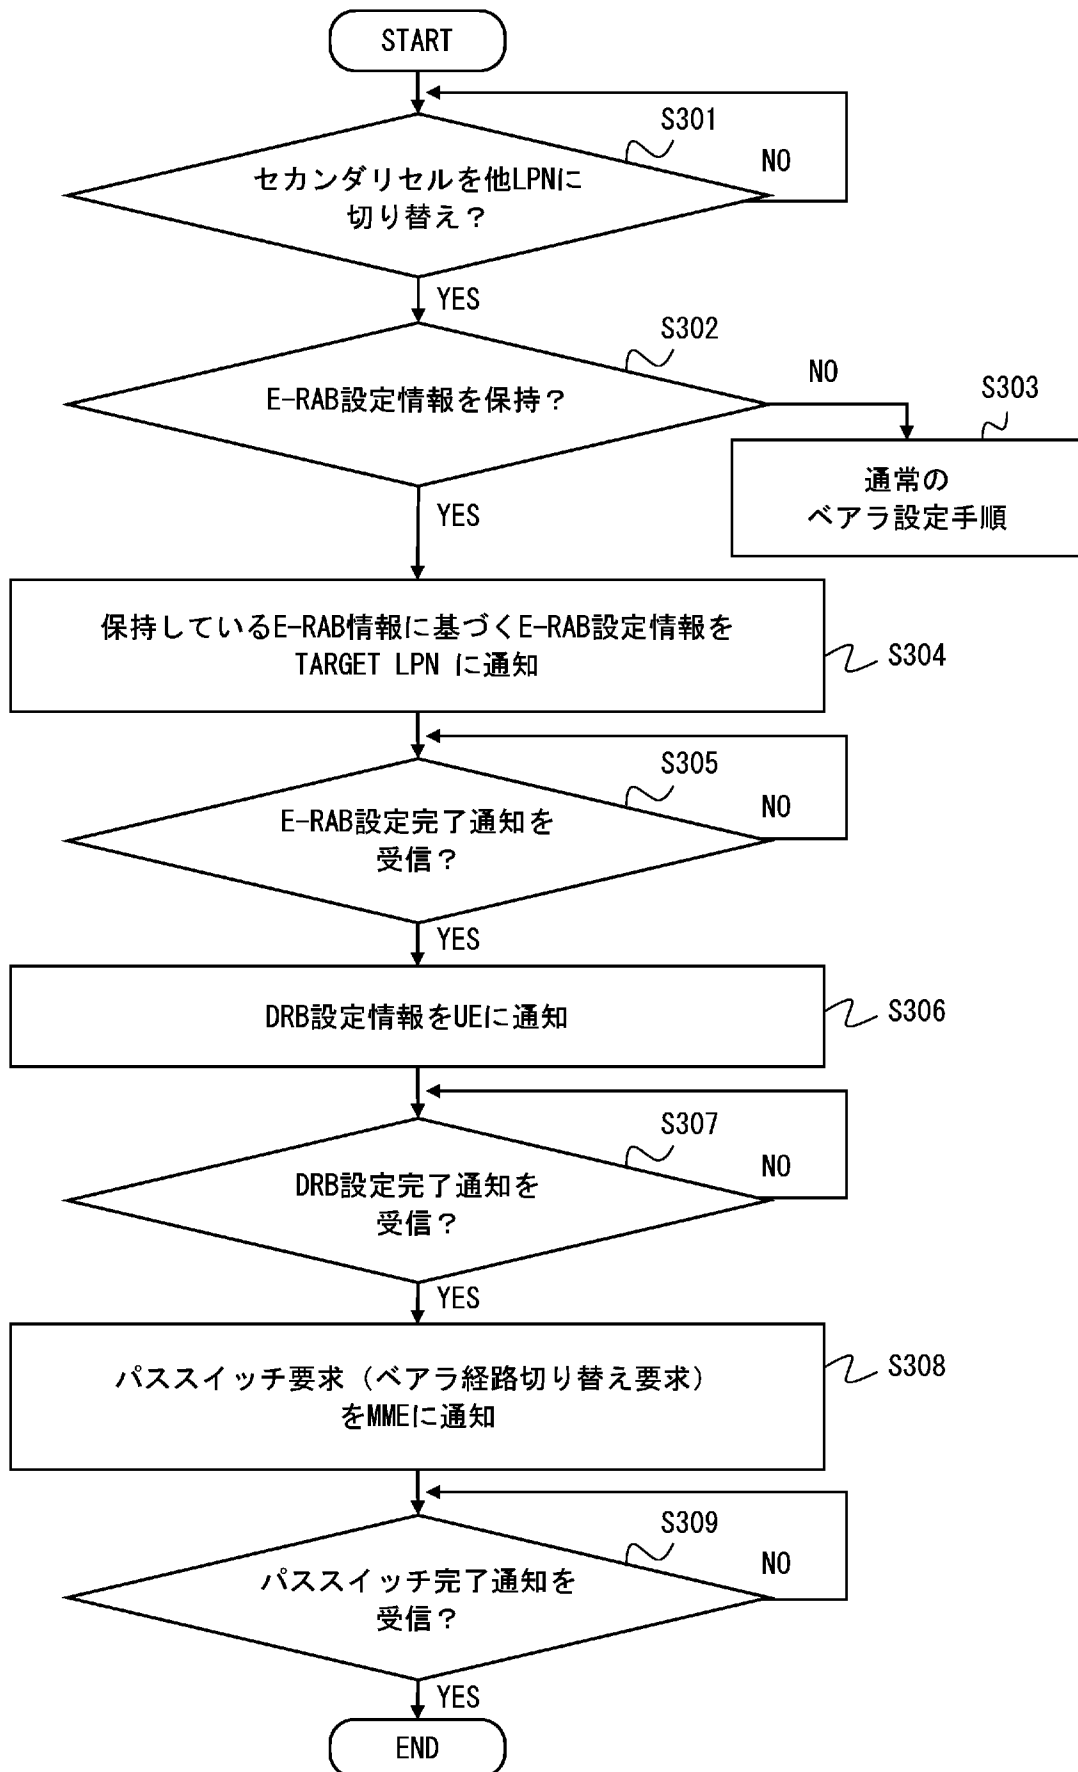 START
S301
NO
セカンダリセルを他LPNに
切り替え？
YES
S302
NO
E-RAB設定情報を保持？
S303
通常の
ベアラ設定手順
YES
保持しているE-RAB情報に基づくE-RAB設定情報を
TARGET LPN に通知
S304
S305
NO
E-RAB設定完了通知を
受信？
YES
DRB設定情報をUEに通知
S306
S307
NO
DRB設定完了通知を
受信？
YES
パススイッチ要求（ベアラ経路切り替え要求）
をMMEに通知
S308
S309
NO
パススイッチ完了通知を
受信？
YES
END